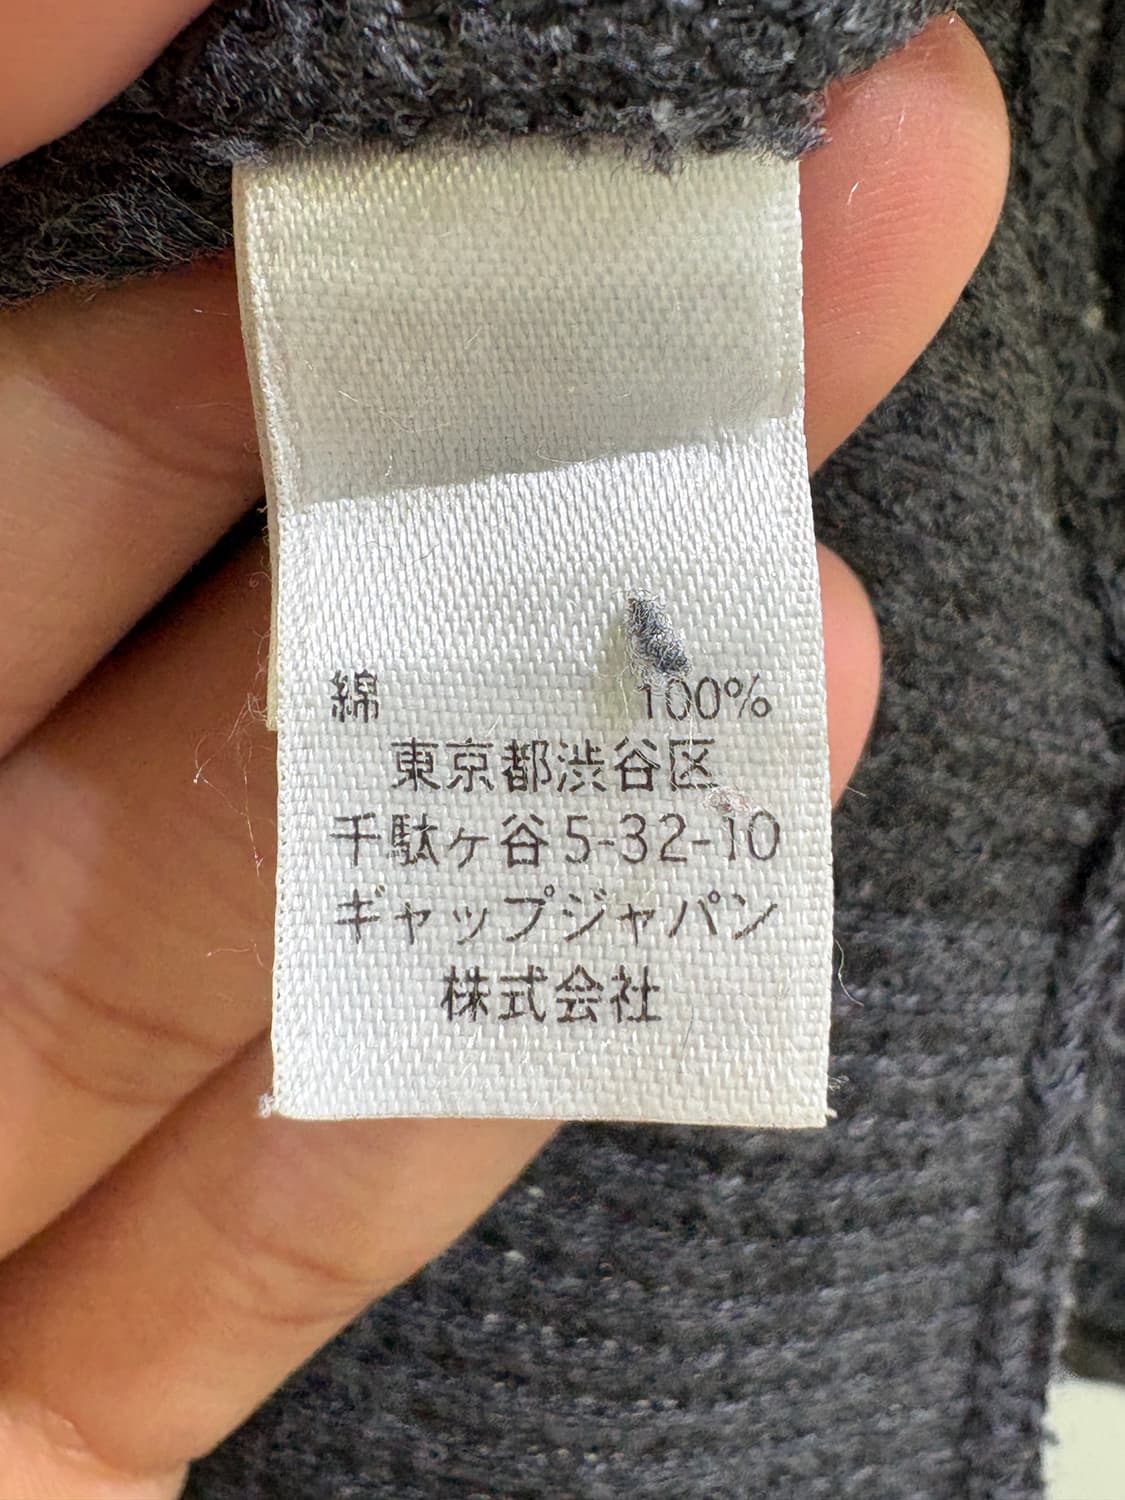 綿 100%
東京都渋谷区
千駄ヶ谷5-32-10
ギャップジャパン
株式会社